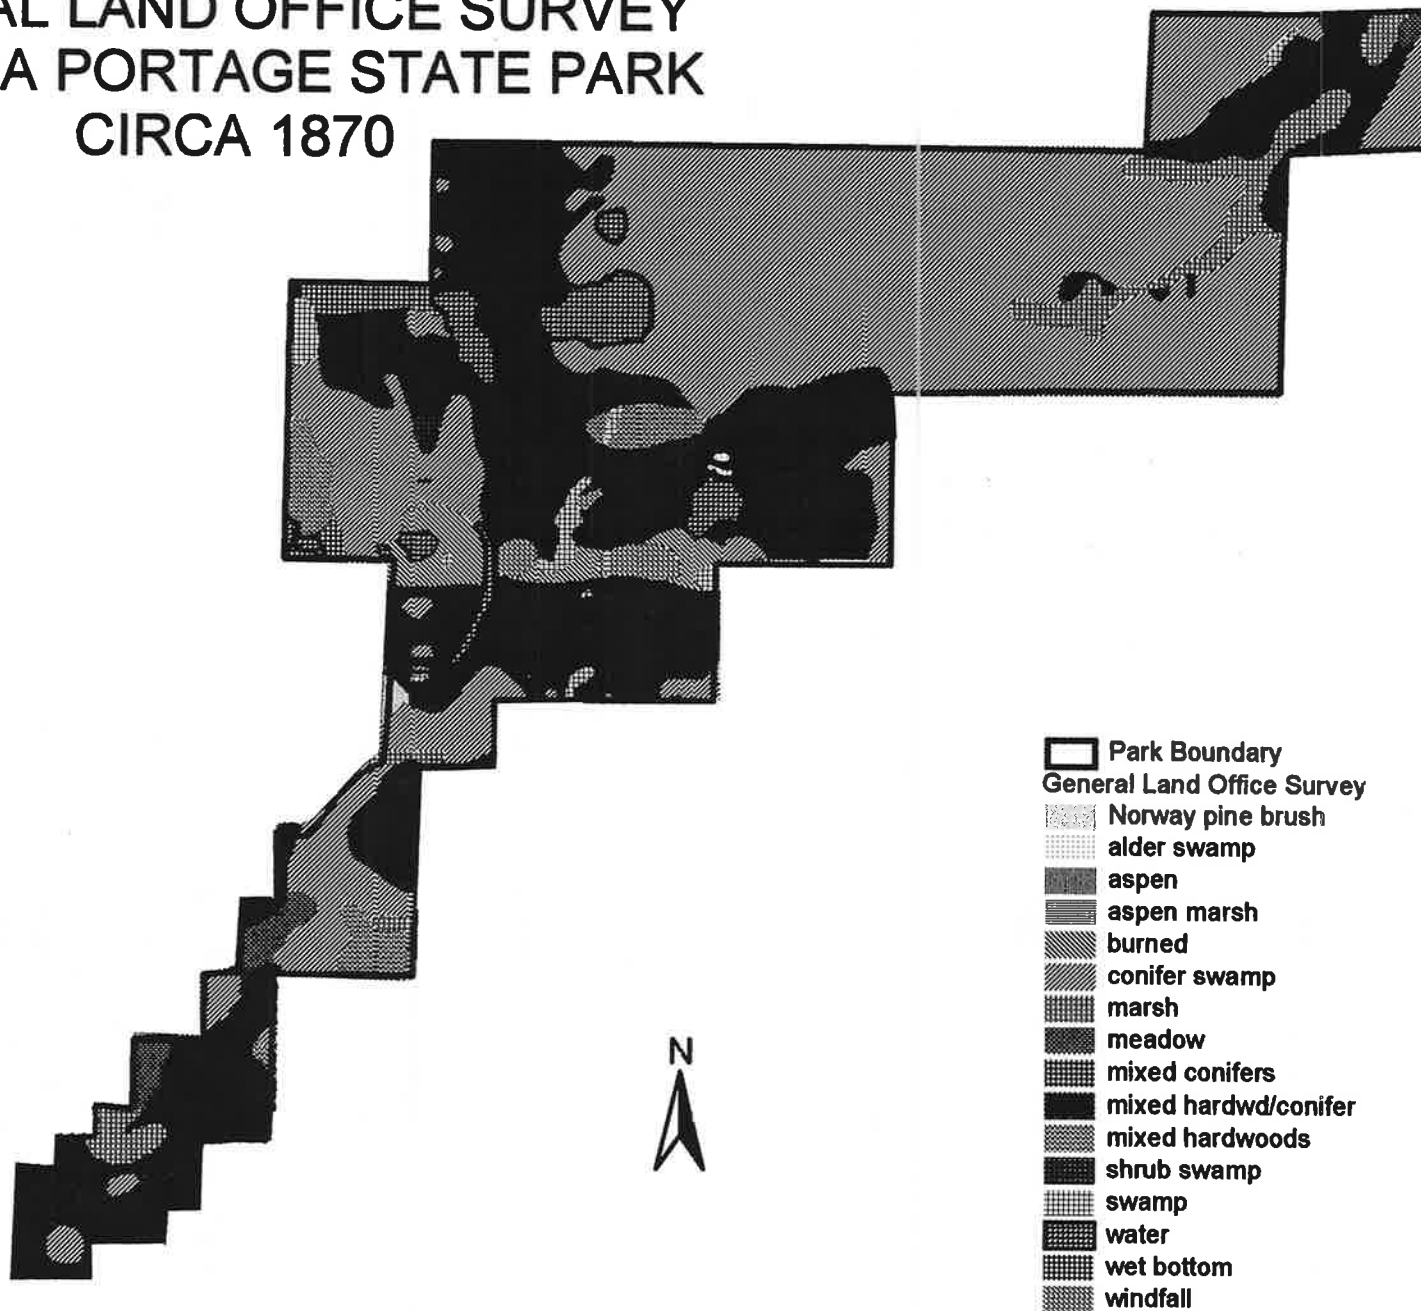 AL LAND OFFICE SURVEY
A PORTAGE STATE PARK
CIRCA 1870
N
Park Boundary
General Land Office Survey
Norway pine brush
alder swamp
aspen
aspen marsh
burned
conifer swamp
marsh
meadow
mixed conifers
mixed hardwd/conifer
mixed hardwoods
shrub swamp
swamp
water
wet bottom
windfall